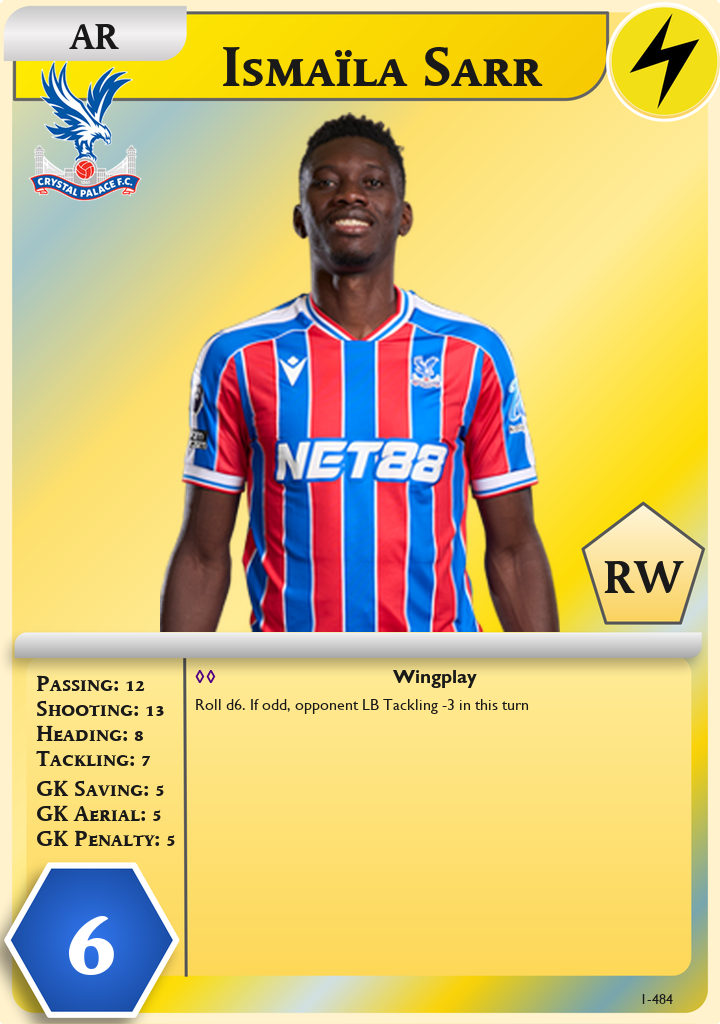 AR
Ismaïla Sarr
CRYSTAL PALACE F.C.
NET88
RW
Passing: 12
Shooting: 13
Heading: 8
Tackling: 7
GK Saving: 5
GK Aerial: 5
GK Penalty: 5
6
Wingplay
Roll d6. If odd, opponent LB Tackling -3 in this turn
1-484